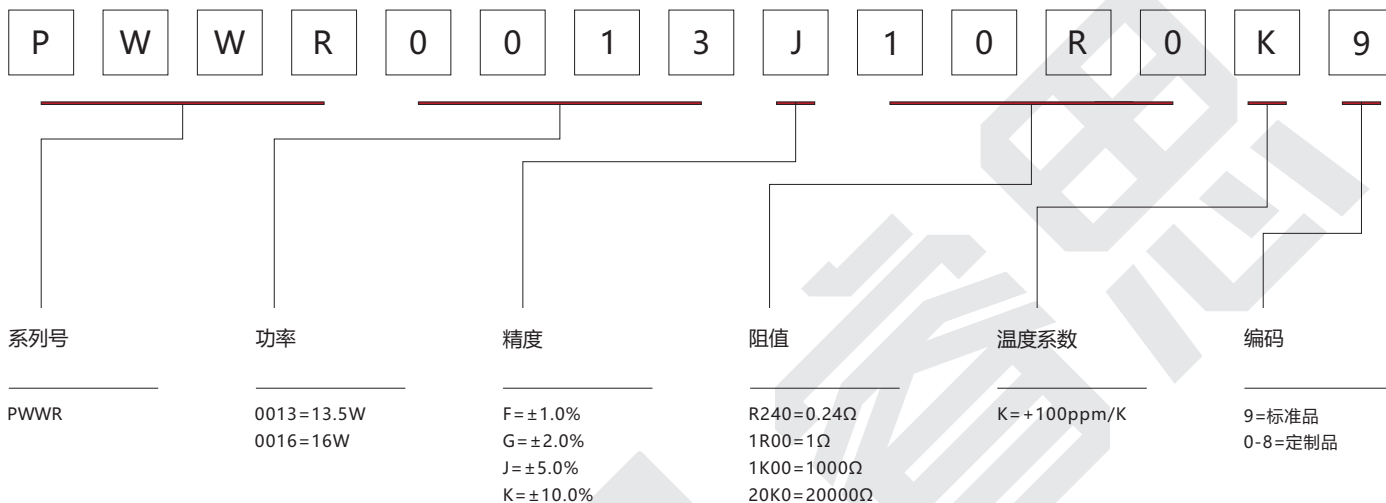 P W W R 0 0 1 3 J 1 0 R 0 K 9
系列号
PWWR
功率
0013=13.5W
0016=16W
精度
F=±1.0%
G=±2.0%
J=±5.0%
K=±10.0%
阻值
R240=0.24Ω
1R00=1Ω
1K00=1000Ω
20K0=20000Ω
温度系数
K=+100ppm/K
编码
9=标准品
0-8=定制品